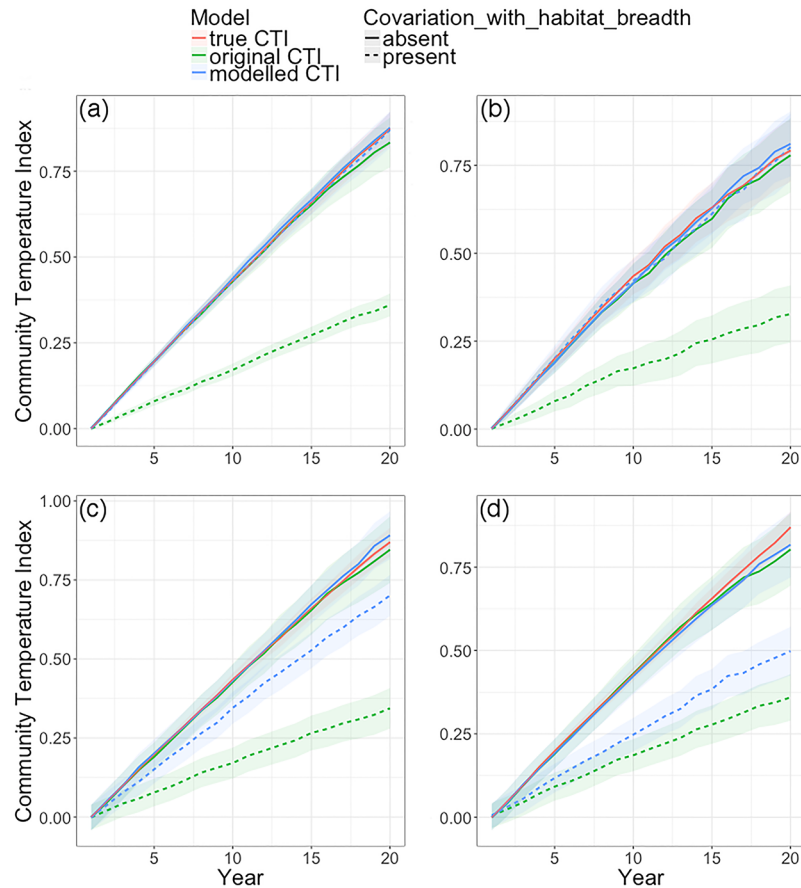 Model Covariation_with_habitat_breadth
true CTI absent
original CTI present
modelled CTI
(a) (b)
Community Temperature Index
0.75 0.75
0.50 0.50
0.25 0.25
0.00 0.00
5 10 15 20 5 10 15 20
(c) (d)
Community Temperature Index
1.00
0.75 0.75
0.50 0.50
0.25 0.25
0.00 0.00
5 10 15 20 5 10 15 20
Year Year